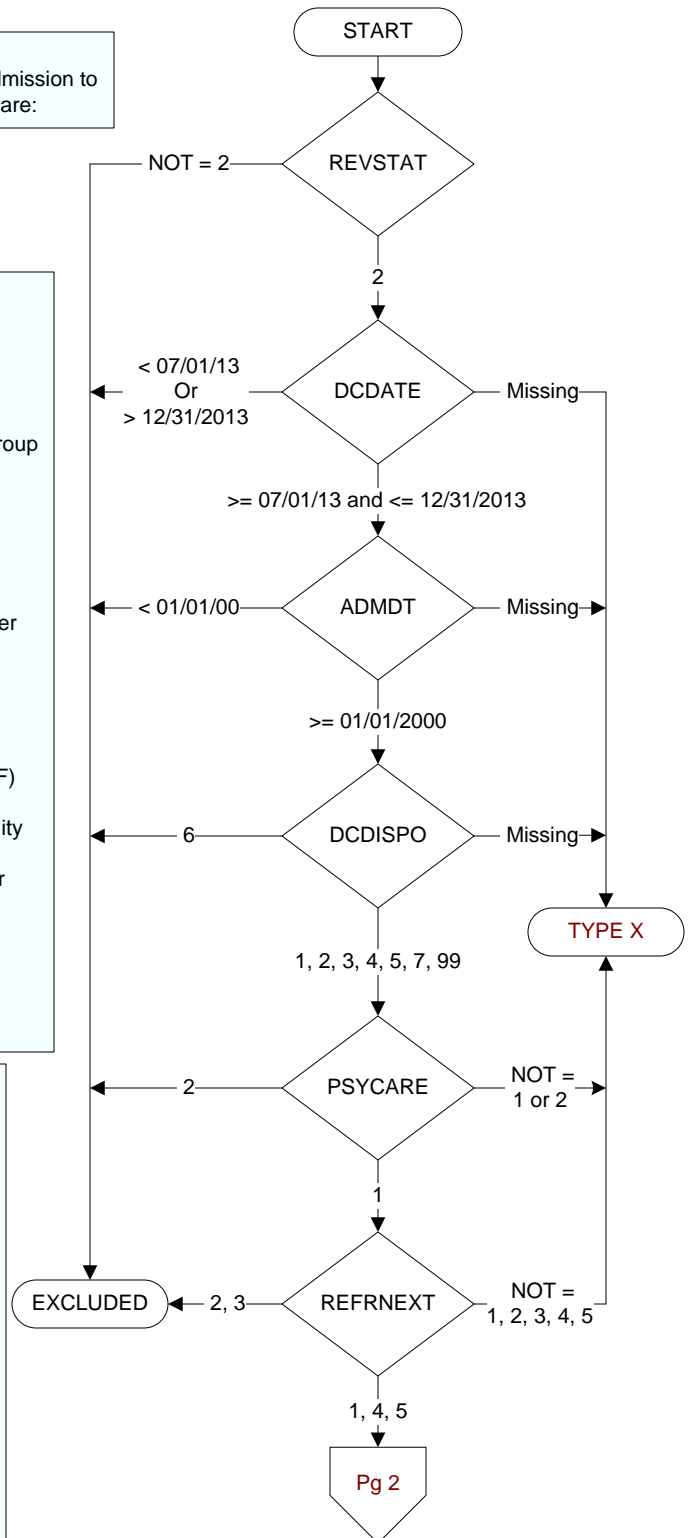 START
mission to
are:
REVSTAT
NOT = 2
2
roup
er
F)
ity
r
DCDATE
< 07/01/13
Or
> 12/31/2013
Missing
>= 07/01/13 and <= 12/31/2013
ADMDT
< 01/01/00
Missing
>= 01/01/2000
DCDISPO
6
Missing
TYPE X
1, 2, 3, 4, 5, 7, 99
PSYCARE
2
NOT =
1 or 2
1
REFRNEXT
EXCLUDED
2, 3
NOT =
1, 2, 3, 4, 5
1, 4, 5
Pg 2